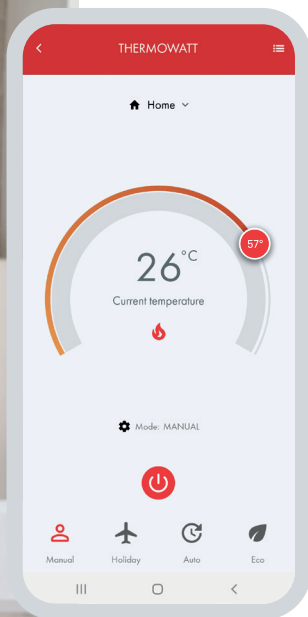 THERMOWATT
Home
57°
26°C
Current temperature
Mode: MANUAL
Manual Holiday Auto Eco